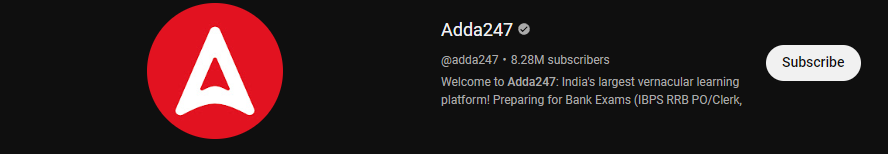 Adda247
@adda247 • 8.28M subscribers
Welcome to Adda247: India's largest vernacular learning
platform! Preparing for Bank Exams (IBPS RRB PO/Clerk,
Subscribe